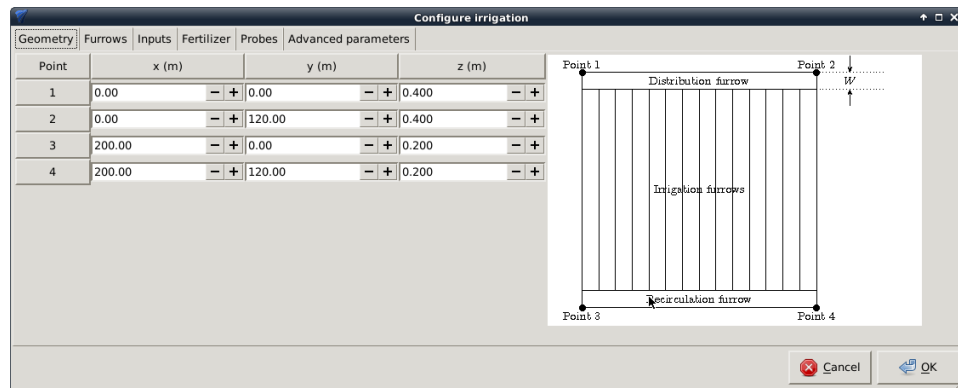 Configure irrigation
Geometry Furrows Inputs Fertilizer Probes Advanced parameters
Point x (m) y (m) z (m)
1 0.00 0.00 0.400
2 0.00 120.00 0.400
3 200.00 0.00 0.200
4 200.00 120.00 0.200
Point 1 Point 2
Distribution furrow W
Irrigation furrows
Recirculation furrow
Point 3 Point 4
Cancel OK